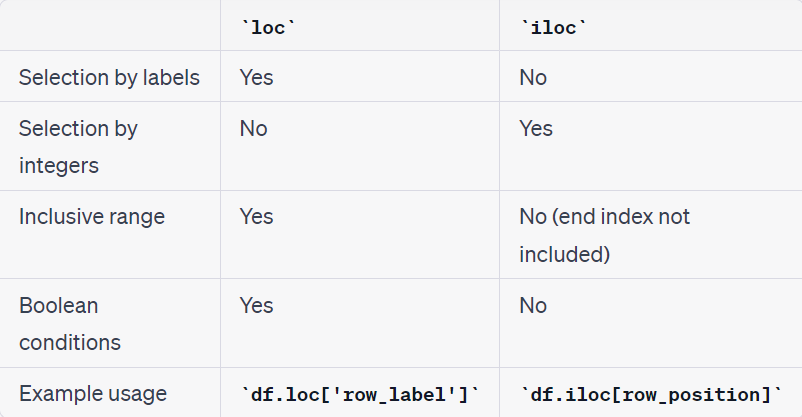 `loc` `iloc`
Selection by labels Yes No
Selection by No Yes
integers
Inclusive range Yes No (end index not
included)
Boolean Yes No
conditions
Example usage `df.loc['row_label']` `df.iloc[row_position]`